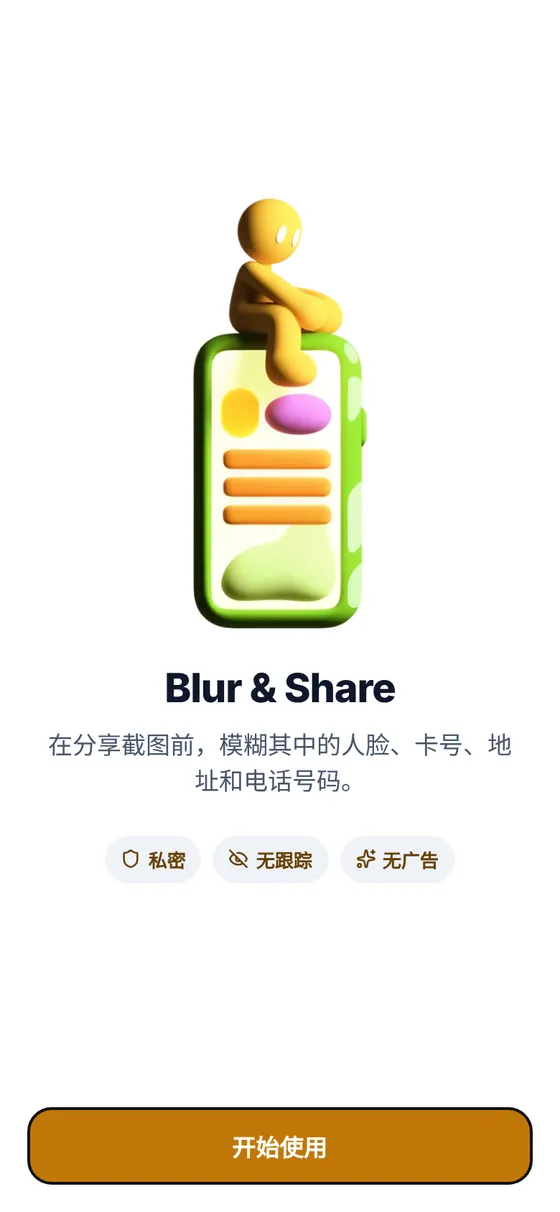 Blur & Share
在分享截图前，模糊其中的人脸、卡号、地
址和电话号码。
私密
无跟踪
无广告
开始使用